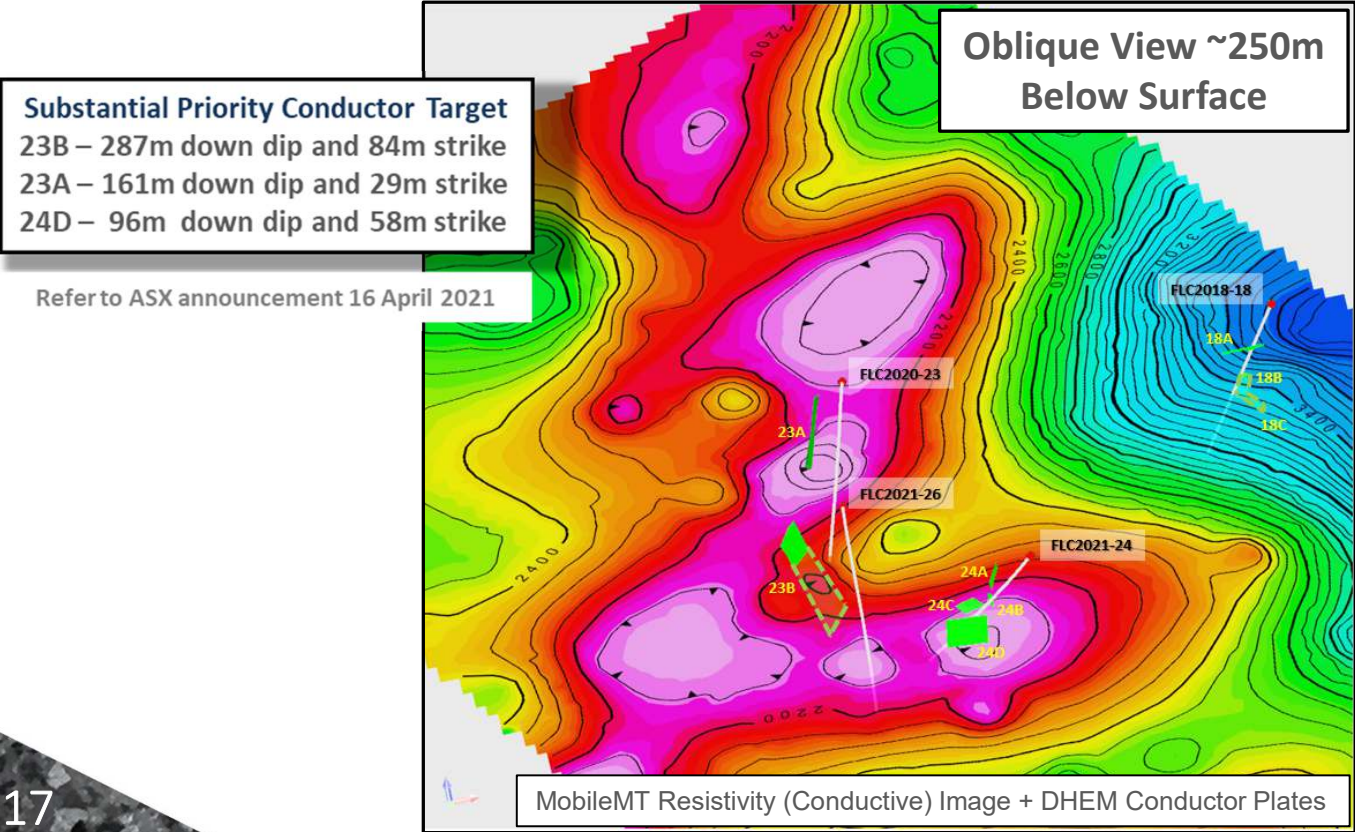 Oblique View ~250m
Below Surface
Substantial Priority Conductor Target
23B – 287m down dip and 84m strike
23A – 161m down dip and 29m strike
24D – 96m down dip and 58m strike
Refer to ASX announcement 16 April 2021
2200
2400
2600
2800
3200
FLC2018-18
18A
18B
18C
3400
2200
FLC2020-23
23A
FLC2021-26
FLC2021-24
2400
23B
24A
24C
24B
24D
2200
MobileMT Resistivity (Conductive) Image + DHEM Conductor Plates
17